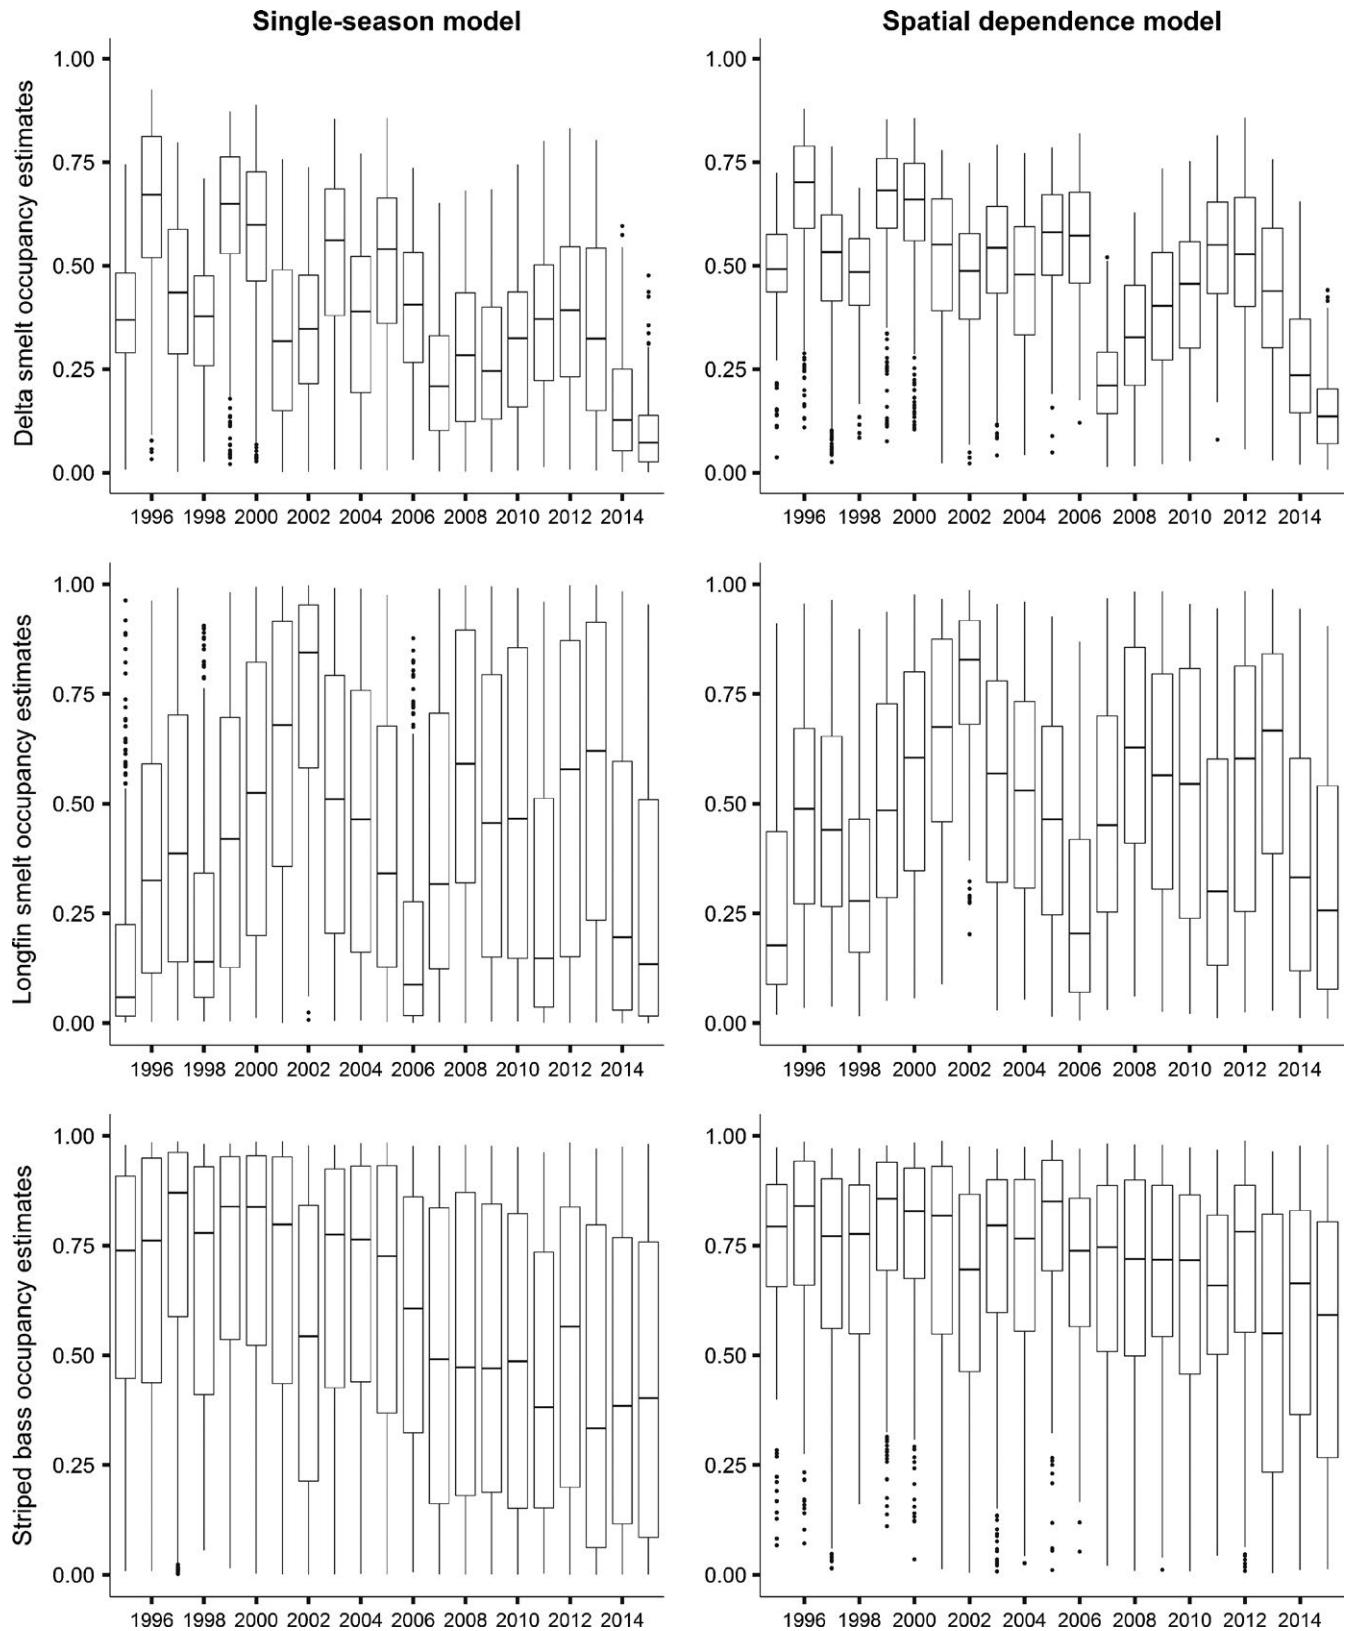 Single-season model
Spatial dependence model
Delta smelt occupancy estimates
1.00
0.75
0.50
0.25
0.00
1996 1998 2000 2002 2004 2006 2008 2010 2012 2014
1.00
0.75
0.50
0.25
0.00
1996 1998 2000 2002 2004 2006 2008 2010 2012 2014
Longfin smelt occupancy estimates
1.00
0.75
0.50
0.25
0.00
1996 1998 2000 2002 2004 2006 2008 2010 2012 2014
1.00
0.75
0.50
0.25
0.00
1996 1998 2000 2002 2004 2006 2008 2010 2012 2014
Striped bass occupancy estimates
1.00
0.75
0.50
0.25
0.00
1996 1998 2000 2002 2004 2006 2008 2010 2012 2014
1.00
0.75
0.50
0.25
0.00
1996 1998 2000 2002 2004 2006 2008 2010 2012 2014